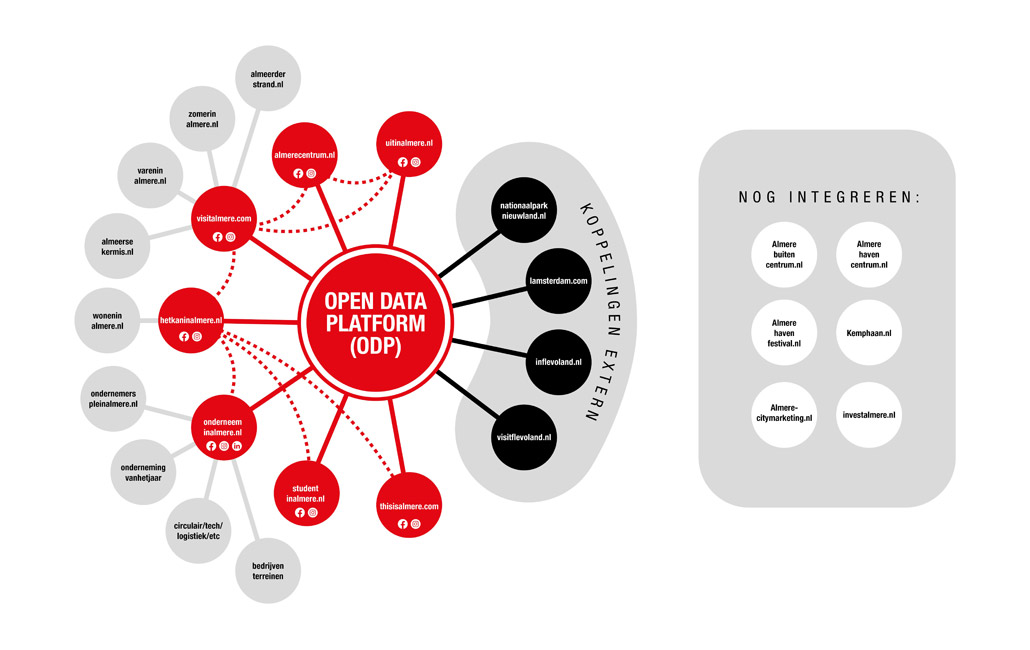 almeerder
strand.nl
zomerin
almere.nl
varenin
almere.nl
almeerse
kermis.nl
wonenin
almere.nl
ondernemers
pleinalmere.nl
onderneming
vanhetjaar
circulair/tech/
logistiek/etc
bedrijven
terreinen
almerecentrum.nl
uitinalmere.nl
visitalmere.com
hetkaninalmere.nl
onderneem
inalmere.nl
in
student
inalmere.nl
thisisalmere.com
OPEN DATA
PLATFORM
(ODP)
nationaalpark
nieuwland.nl
Iamsterdam.com
inflevoland.nl
visitflevoland.nl
KOPPELINGEN EXTERN
NOG INTEGREREN:
Almere
buiten
centrum.nl
Almere
haven
centrum.nl
Almere
haven
festival.nl
Kemphaan.nl
Almere-
citymarketing.nl
investalmere.nl